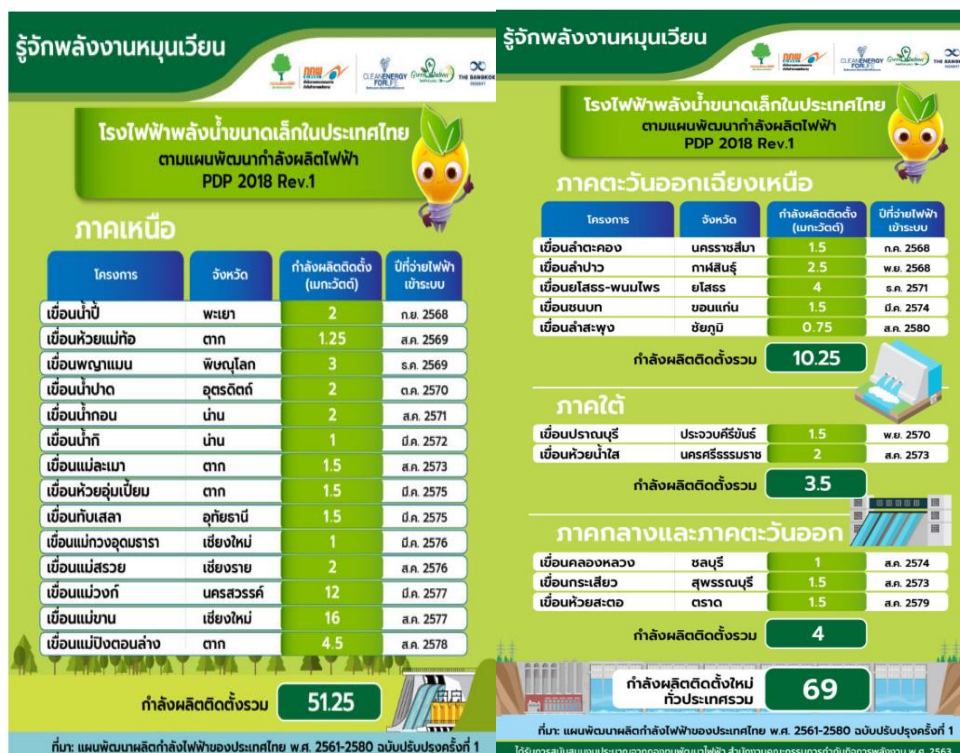 รู้จักพลังงานหมุนเวียน
CLEAN ENERGY
FOR LIFE
THE BANGKOK
โรงไฟฟ้าพลังน้ำขนาดเล็กในประเทศไทย
ตามแผนพัฒนากำลังผลิตไฟฟ้า
PDP 2018 Rev.1
ภาคเหนือ
โครงการ จังหวัด กำลังผลิตติดตั้ง (เมกะวัตต์) ปีที่จ่ายไฟฟ้า เข้าระบบ
เขื่อนน้ำปี้ พะเยา 2 ก.ย. 2568
เขื่อนห้วยแม่ท้อ ตาก 1.25 ส.ค. 2569
เขื่อนพญาแมน พิษณุโลก 3 ธ.ค. 2569
เขื่อนน้ำปาด อุตรดิตถ์ 2 ต.ค. 2570
เขื่อนน้ำกอน น่าน 2 ส.ค. 2571
เขื่อนน้ำกิ น่าน 1 มี.ค. 2572
เขื่อนแม่ละเมา ตาก 1.5 ส.ค. 2573
เขื่อนห้วยอุ่มเปี้ยม ตาก 1.5 มี.ค. 2575
เขื่อนทับเสลา อุทัยธานี 1.5 มี.ค. 2575
เขื่อนแม่กวงอุดมธารา เชียงใหม่ 1 มี.ค. 2576
เขื่อนแม่สรวย เชียงราย 2 ส.ค. 2576
เขื่อนแม่วงก์ นครสวรรค์ 12 มี.ค. 2577
เขื่อนแม่ขาน เชียงใหม่ 16 ส.ค. 2577
เขื่อนแม่ปิงตอนล่าง ตาก 4.5 ส.ค. 2578
กำลังผลิตติดตั้งรวม 51.25
ที่มา: แผนพัฒนาผลิตกำลังไฟฟ้าของประเทศไทย พ.ศ. 2561-2580 ฉบับปรับปรุงครั้งที่ 1
รู้จักพลังงานหมุนเวียน
CLEAN ENERGY
FOR LIFE
THE BANGKOK
โรงไฟฟ้าพลังน้ำขนาดเล็กในประเทศไทย
ตามแผนพัฒนากำลังผลิตไฟฟ้า
PDP 2018 Rev.1
ภาคตะวันออกเฉียงเหนือ
โครงการ จังหวัด กำลังผลิตติดตั้ง (เมกะวัตต์) ปีที่จ่ายไฟฟ้า เข้าระบบ
เขื่อนลำตะคอง นครราชสีมา 1.5 ก.ค. 2568
เขื่อนลำปาว กาฬสินธุ์ 2.5 พ.ย. 2568
เขื่อนยโสธร-พนมไพร ยโสธร 4 ธ.ค. 2571
เขื่อนชนบท ขอนแก่น 1.5 มี.ค. 2574
เขื่อนลำสะพุง ชัยภูมิ 0.75 ส.ค. 2580
กำลังผลิตติดตั้งรวม 10.25
ภาคใต้
เขื่อนปราณบุรี ประจวบคีรีขันธ์ 1.5 พ.ย. 2570
เขื่อนห้วยน้ำใส นครศรีธรรมราช 2 ส.ค. 2573
กำลังผลิตติดตั้งรวม 3.5
ภาคกลางและภาคตะวันออก
เขื่อนคลองหลวง ชลบุรี 1 ส.ค. 2574
เขื่อนกระเสียว สุพรรณบุรี 1.5 ส.ค. 2573
เขื่อนห้วยสะตอ ตราด 1.5 ส.ค. 2579
กำลังผลิตติดตั้งรวม 4
กำลังผลิตติดตั้งใหม่
ทั่วประเทศรวม 69
ที่มา: แผนพัฒนาผลิตกำลังไฟฟ้าของประเทศไทย พ.ศ. 2561-2580 ฉบับปรับปรุงครั้งที่ 1